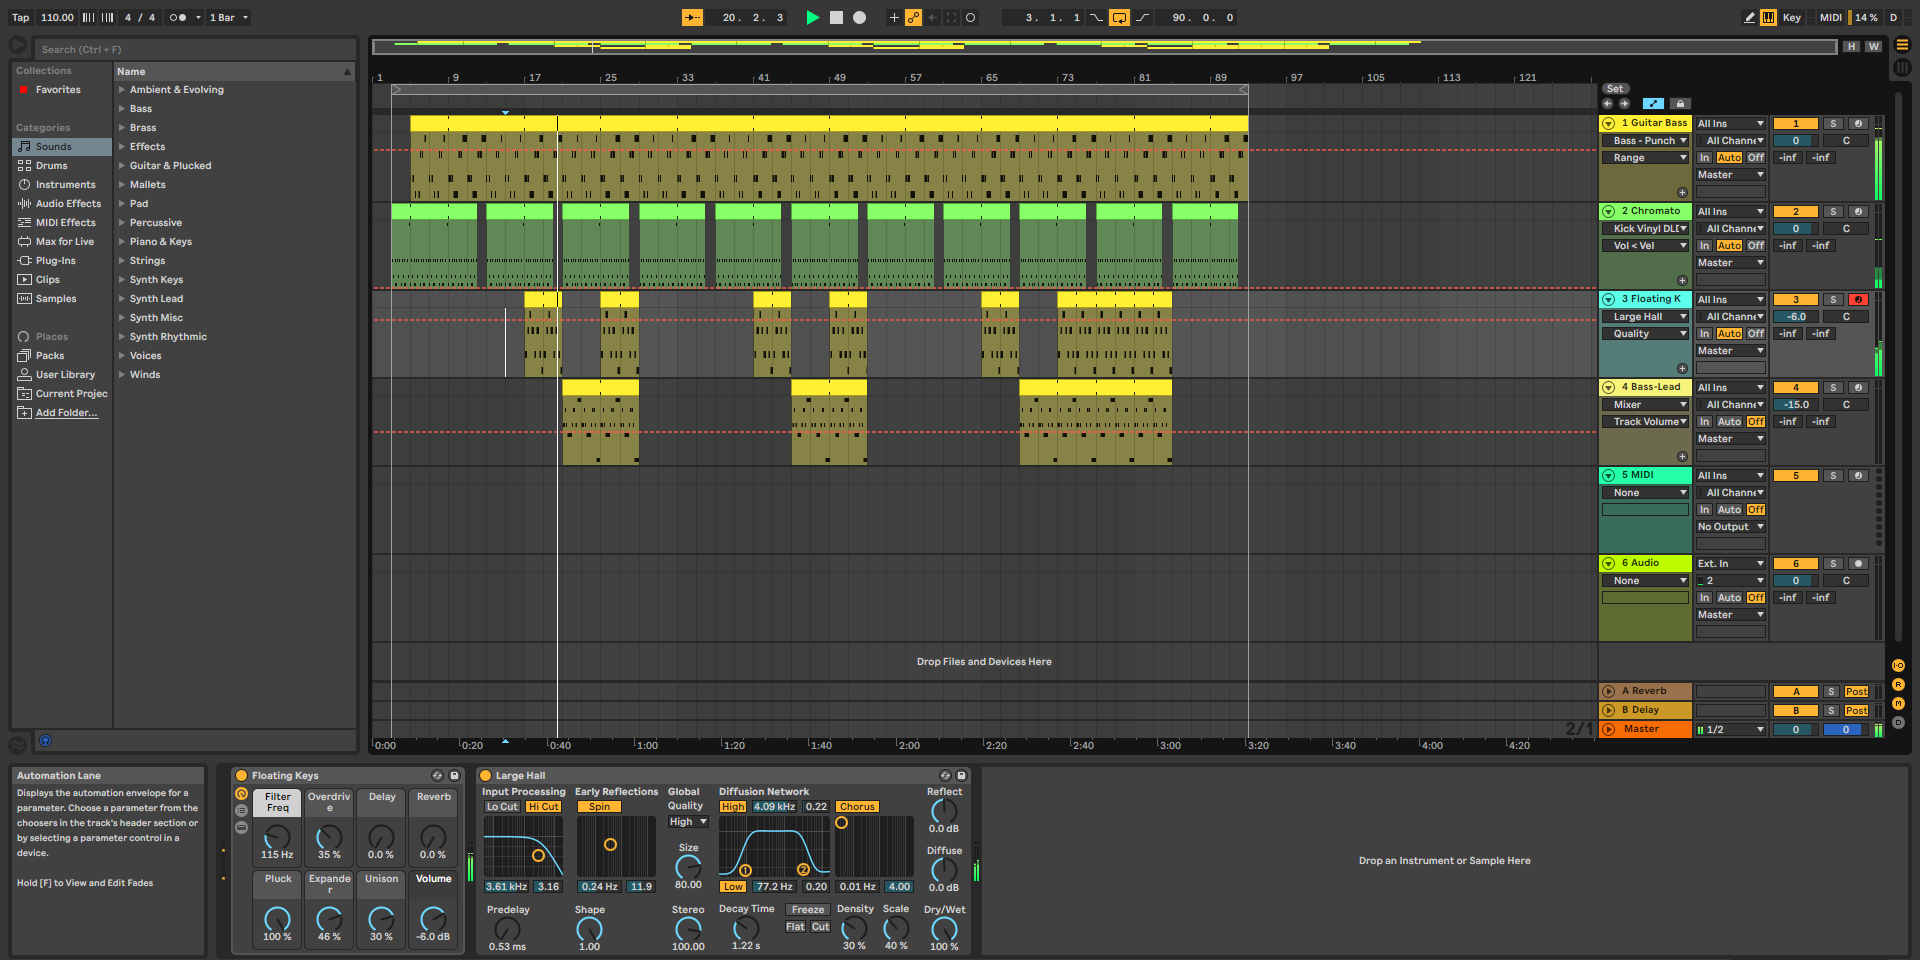 Tap 110.00 4 / 4 1 Bar 20. 2. 3 3. 1. 1 90. 0. 0 Key MIDI 14 % D
Search (Ctrl + F)
H W
Collections
Favorites
Categories
Sounds
Drums
Instruments
Audio Effects
MIDI Effects
Max for Live
Plug-Ins
Clips
Samples
Places
Packs
User Library
Current Projec
Add Folder...
Name
Ambient & Evolving
Bass
Brass
Effects
Guitar & Plucked
Mallets
Pad
Percussive
Piano & Keys
Strings
Synth Keys
Synth Lead
Synth Misc
Synth Rhythmic
Voices
Winds
1 9 17 25 33 41 49 57 65 73 81 89 97 105 113 121
Set
1 Guitar Bass All Ins 1 S
Bass - Punch All Channe 0 C
Range In Auto Off -inf -inf
Master
2 Chromato All Ins 2 S
Kick Vinyl DL All Channe 0 C
Vol < Vel In Auto Off -inf -inf
Master
3 Floating K All Ins 3 S
Large Hall All Channe -6.0 C
Quality In Auto Off -inf -inf
Master
4 Bass-Lead All Ins 4 S
Mixer All Channe -15.0 C
Track Volume In Auto Off -inf -inf
Master
5 MIDI All Ins 5 S
None All Channe
In Auto Off
No Output
6 Audio Ext. In 6 S
None 2 0 C
In Auto Off -inf -inf
Master
Drop Files and Devices Here
A Reverb A S Post
B Delay B S Post
2/1 Master 1/2 0 0
I·O
R
M
D
0:00 0:20 0:40 1:00 1:20 1:40 2:00 2:20 2:40 3:00 3:20 3:40 4:00 4:20
Automation Lane
Displays the automation envelope for a
parameter. Choose a parameter from the
choosers in the track's header section or
by selecting a parameter control in a
device.
Hold [F] to View and Edit Fades
Floating Keys
Filter Freq Overdrive Delay Reverb
115 Hz 35 % 0.0 % 0.0 %
Pluck Expander Unison Volume
100 % 46 % 30 % -6.0 dB
Large Hall
Input Processing Early Reflections Global Diffusion Network Reflect
Lo Cut Hi Cut Spin Quality High 4.09 kHz 0.22 Chorus
High
0.0 dB
Size
80.00
Diffuse
0.0 dB
1 2
3.61 kHz 3.16 0.24 Hz 11.9 Low 77.2 Hz 0.20 0.01 Hz 4.00
Predelay Shape Stereo Decay Time Freeze Density Scale Dry/Wet
Flat Cut
0.53 ms 1.00 100.00 1.22 s 30 % 40 % 100 %
Drop an Instrument or Sample Here